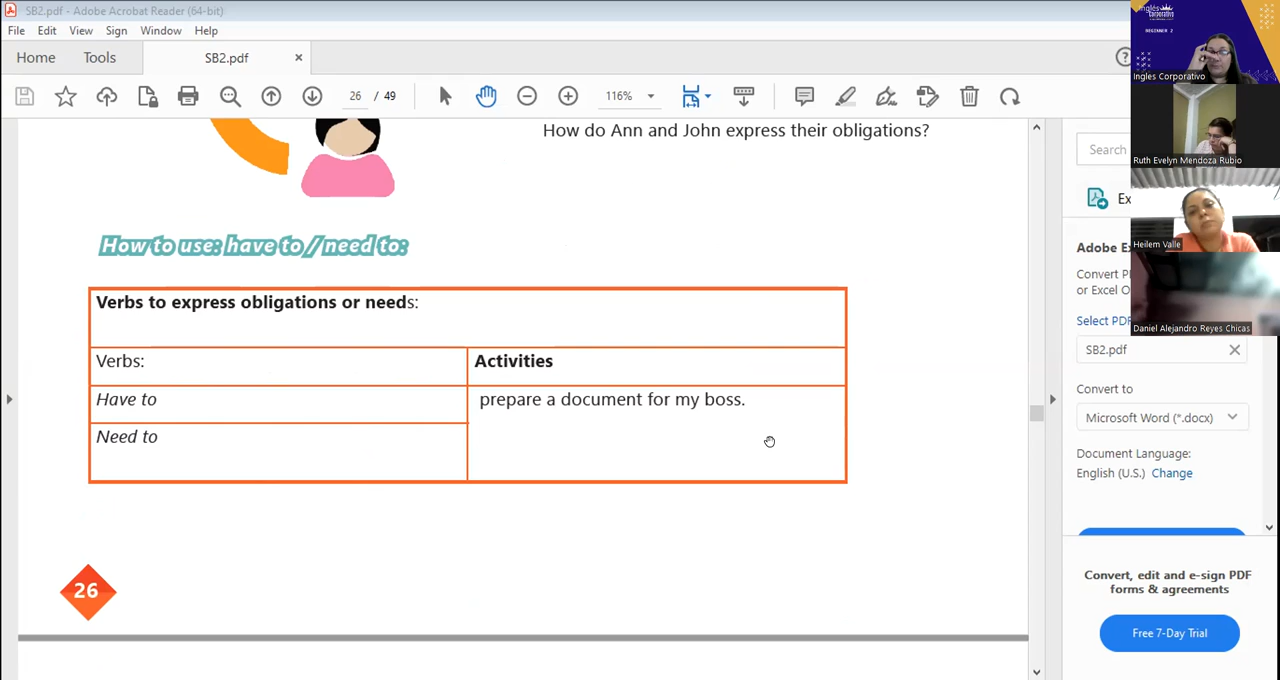 SB2.pdf - Adobe Acrobat Reader (64-bit)
File Edit View Sign Window Help
Home Tools SB2.pdf
26 / 49 116%
How do Ann and John express their obligations?
How to use: have to / need to:
Verbs to express obligations or needs:
Verbs: Activities
Have to prepare a document for my boss.
Need to
26
Search
Ex
Adobe Ex
Convert P
or Excel O
Select PDF
SB2.pdf
Convert to
Microsoft Word (*.docx)
Document Language:
English (U.S.) Change
Convert, edit and e-sign PDF
forms & agreements
Free 7-Day Trial
Inglés
Corporativo
BEGINNER 2
Ingles Corporativo
Ruth Evelyn Mendoza Rubio
Heilem Valle
Daniel Alejandro Reyes Chicas